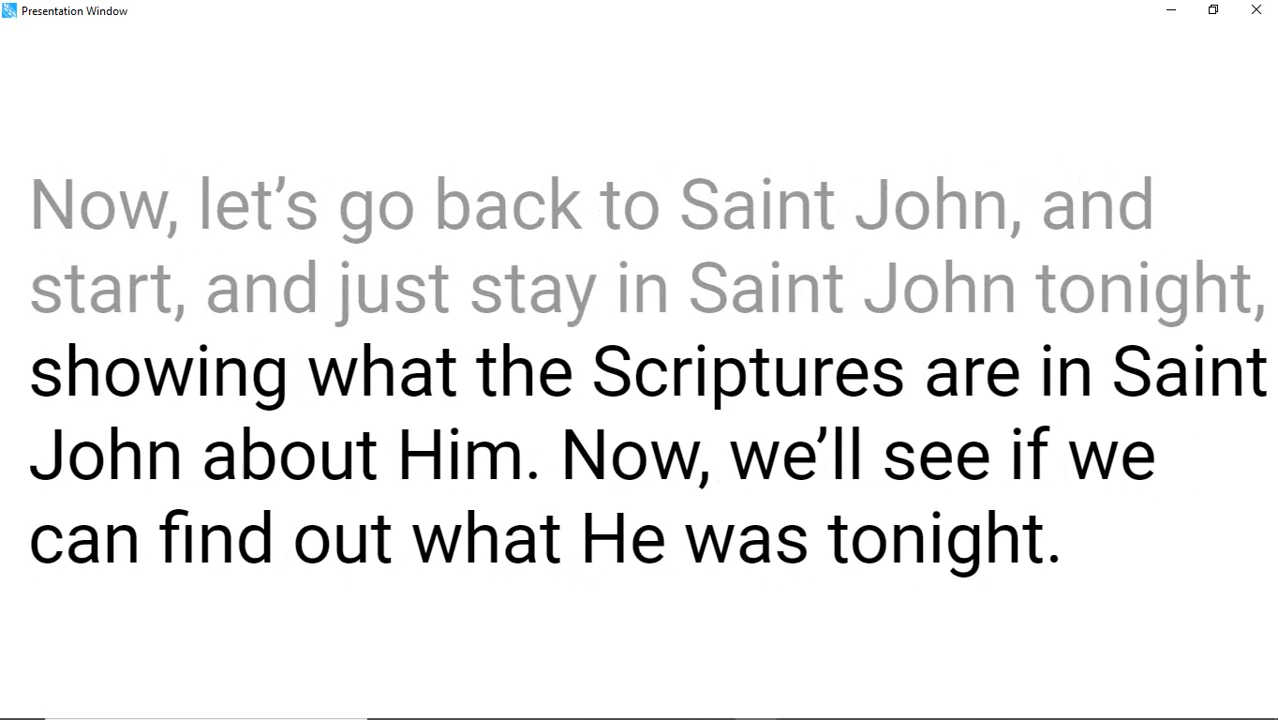 Presentation Window
Now, let’s go back to Saint John, and
start, and just stay in Saint John tonight,
showing what the Scriptures are in Saint
John about Him. Now, we’ll see if we
can find out what He was tonight.